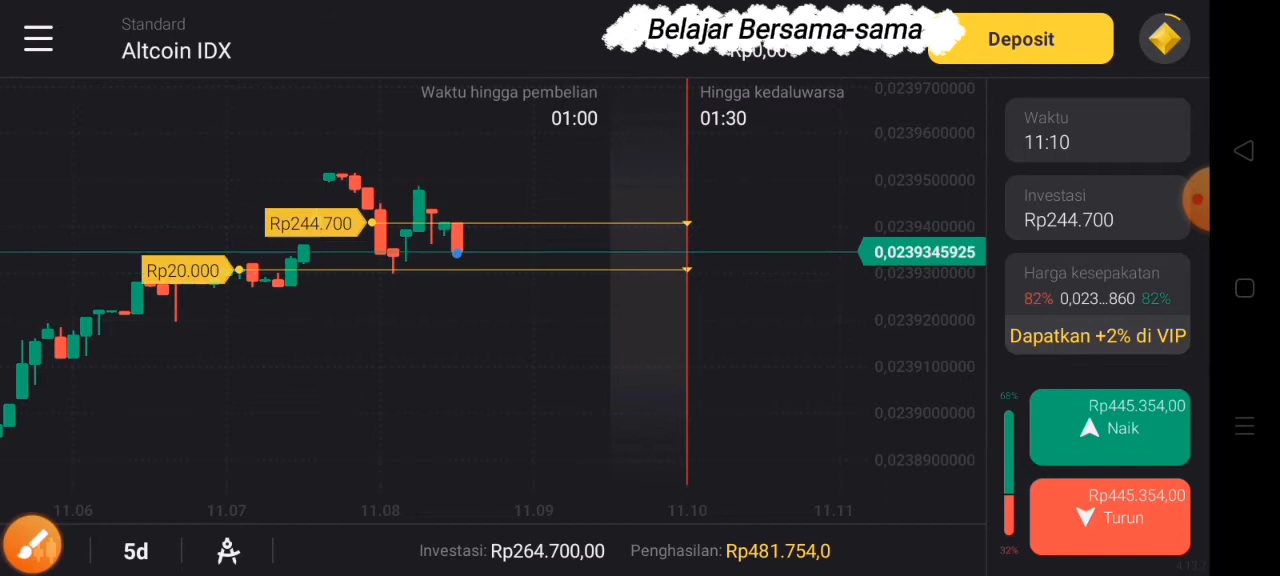 Standard
Altcoin IDX
Belajar Bersama-sama
Rp0,00
Deposit
Waktu hingga pembelian
01:00
Hingga kedaluwarsa
01:30
0,0239700000
0,0239600000
0,0239500000
0,0239400000
0,0239345925
0,0239300000
0,0239200000
0,0239100000
0,0239000000
0,0238900000
Rp244.700
Rp20.000
11.06
11.07
11.08
11.09
11.10
11.11
5d
Investasi: Rp264.700,00
Penghasilan: Rp481.754,0
Waktu
11:10
Investasi
Rp244.700
Harga kesepakatan
82% 0,023...860 82%
Dapatkan +2% di VIP
68%
Rp445.354,00
Naik
Rp445.354,00
Turun
32%